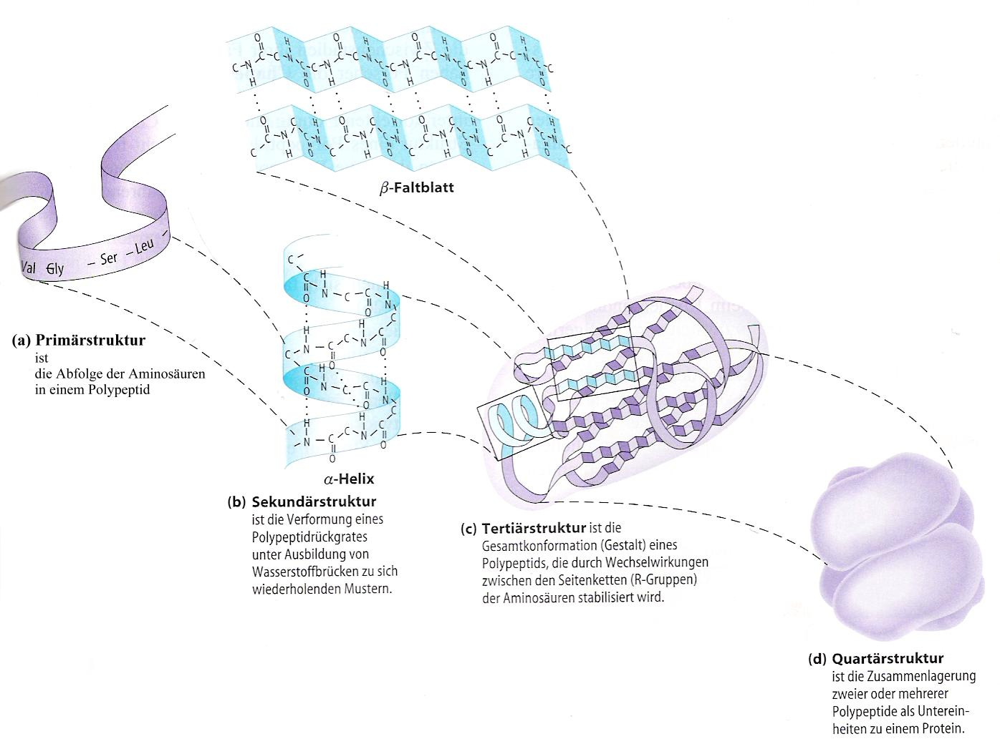 β-Faltblatt
Val Gly – Ser – Leu –
(a) Primärstruktur
ist
die Abfolge der Aminosäuren
in einem Polypeptid
α-Helix
(b) Sekundärstruktur
ist die Verformung eines
Polypeptidrückgrates
unter Ausbildung von
Wasserstoffbrücken zu sich
wiederholenden Mustern.
(c) Tertiärstruktur ist die
Gesamtkonformation (Gestalt) eines
Polypeptids, die durch Wechselwirkungen
zwischen den Seitenketten (R-Gruppen)
der Aminosäuren stabilisiert wird.
(d) Quartärstruktur
ist die Zusammenlagerung
zweier oder mehrerer
Polypeptide als Unterein-
heiten zu einem Protein.